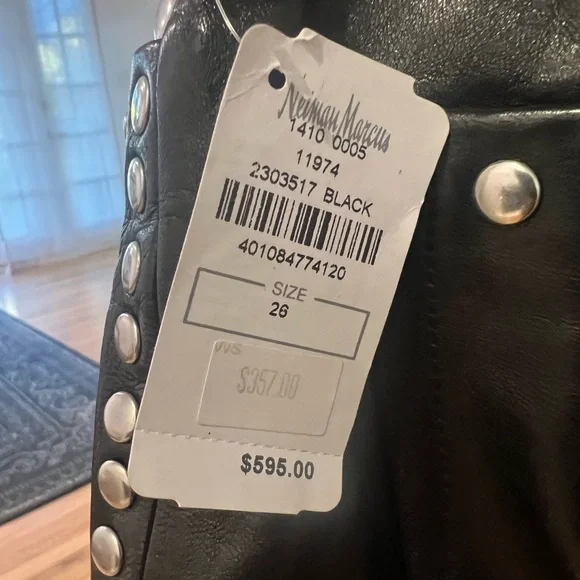 Neiman Marcus
1410 0005
11974
2303517 BLACK
401084774120
SIZE
26
$357.00
$595.00